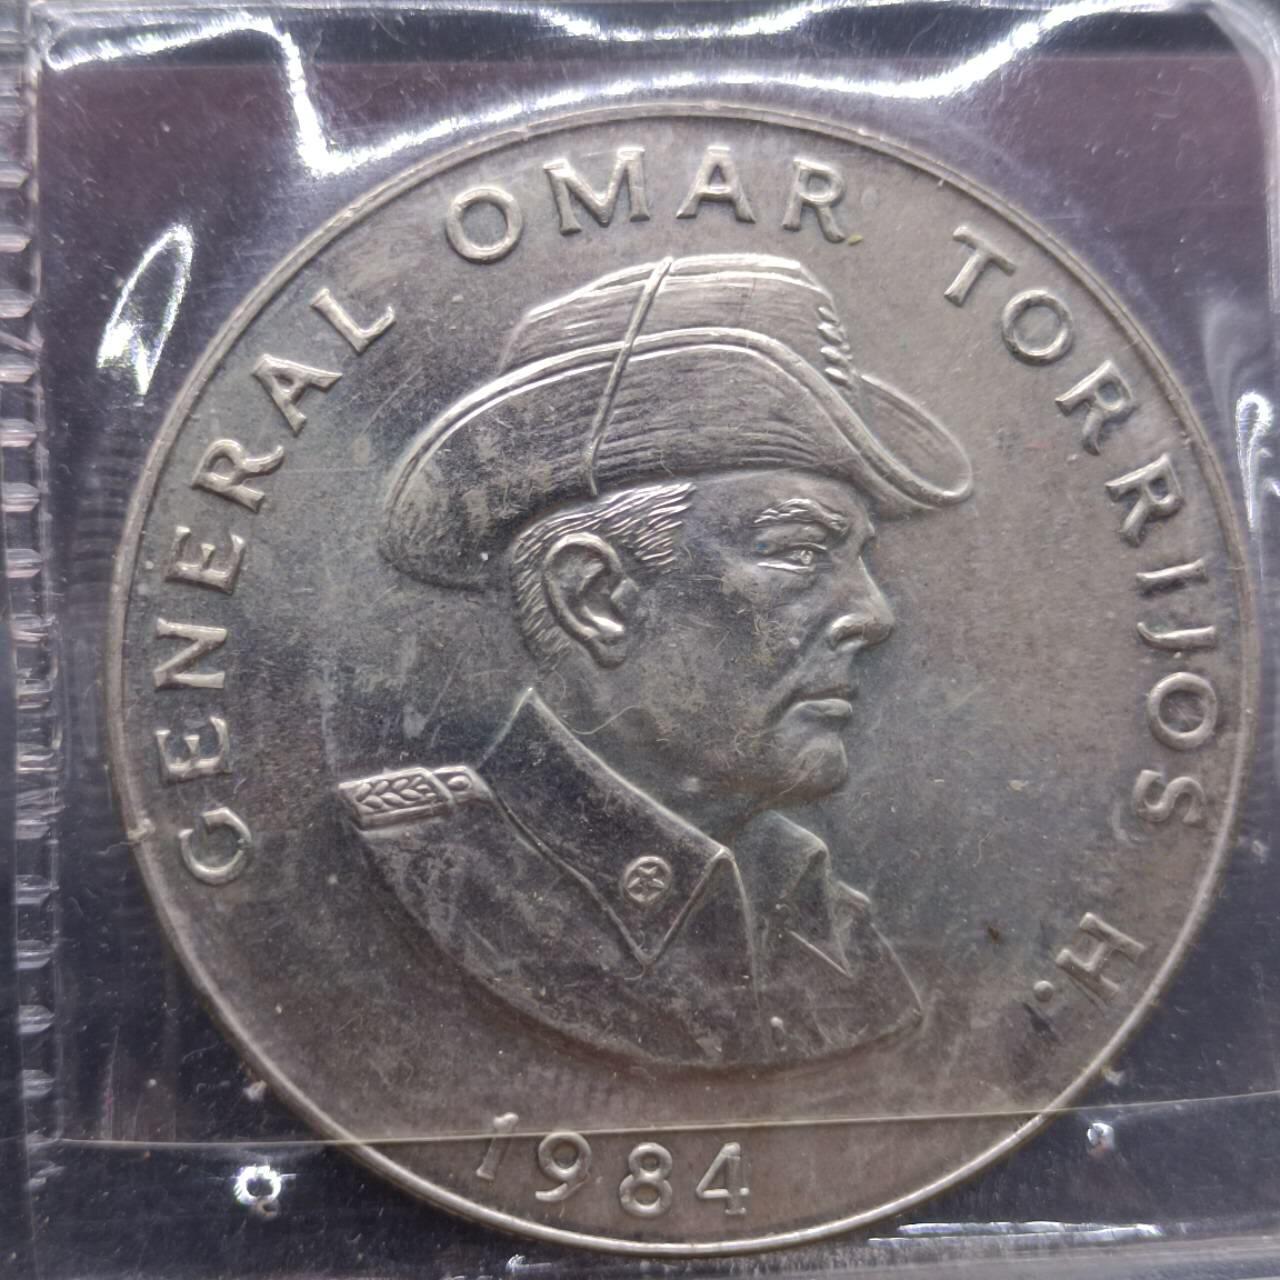 GENERAL OMAR TORRIJOS H.
1984